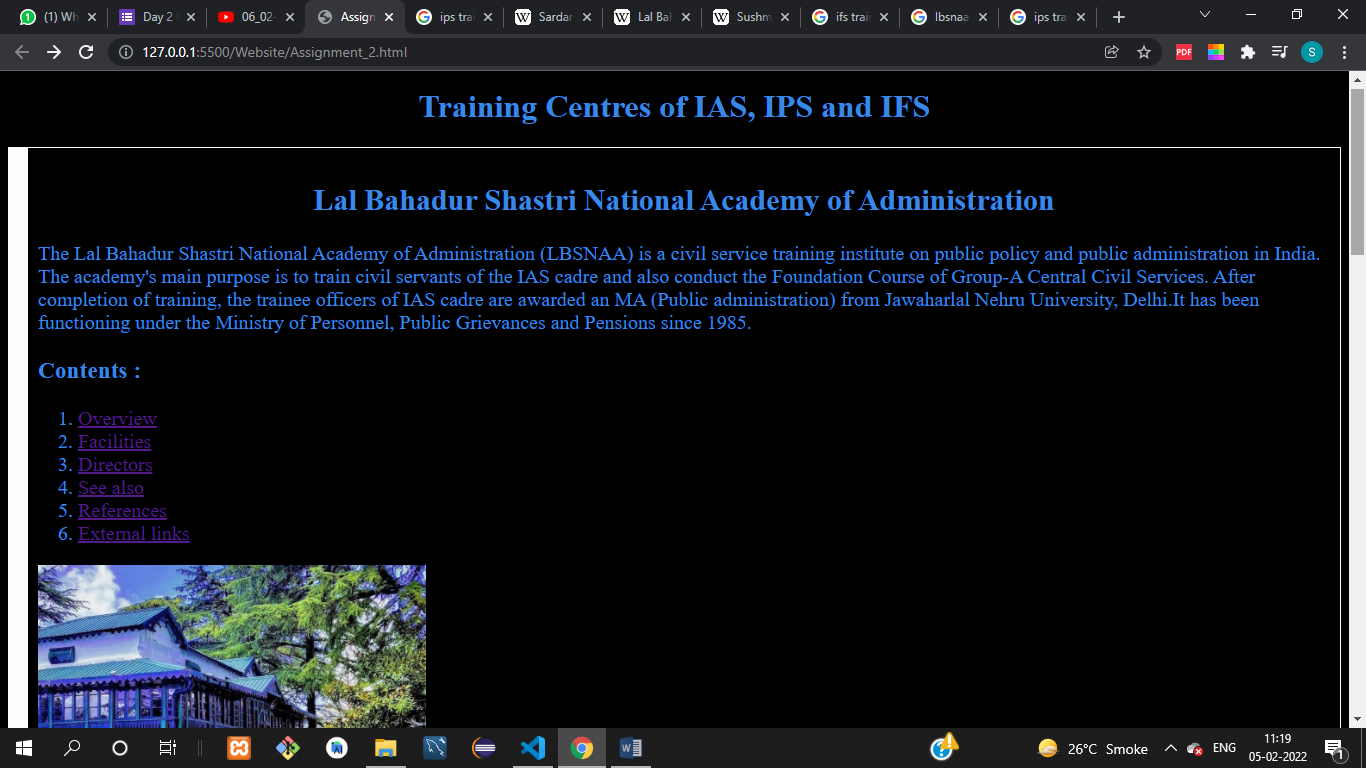 (1) Wh
Day 2
06_02-
Assign
ips trai
Sardar
Lal Bah
Sushm
ifs trai
lbsnaa
ips tra
127.0.0.1:5500/Website/Assignment_2.html
PDF
S
Training Centres of IAS, IPS and IFS
Lal Bahadur Shastri National Academy of Administration
The Lal Bahadur Shastri National Academy of Administration (LBSNAA) is a civil service training institute on public policy and public administration in India.
The academy's main purpose is to train civil servants of the IAS cadre and also conduct the Foundation Course of Group-A Central Civil Services. After
completion of training, the trainee officers of IAS cadre are awarded an MA (Public administration) from Jawaharlal Nehru University, Delhi.It has been
functioning under the Ministry of Personnel, Public Grievances and Pensions since 1985.
Contents :
1. Overview
2. Facilities
3. Directors
4. See also
5. References
6. External links
26°C Smoke
ENG
11:19
05-02-2022
1